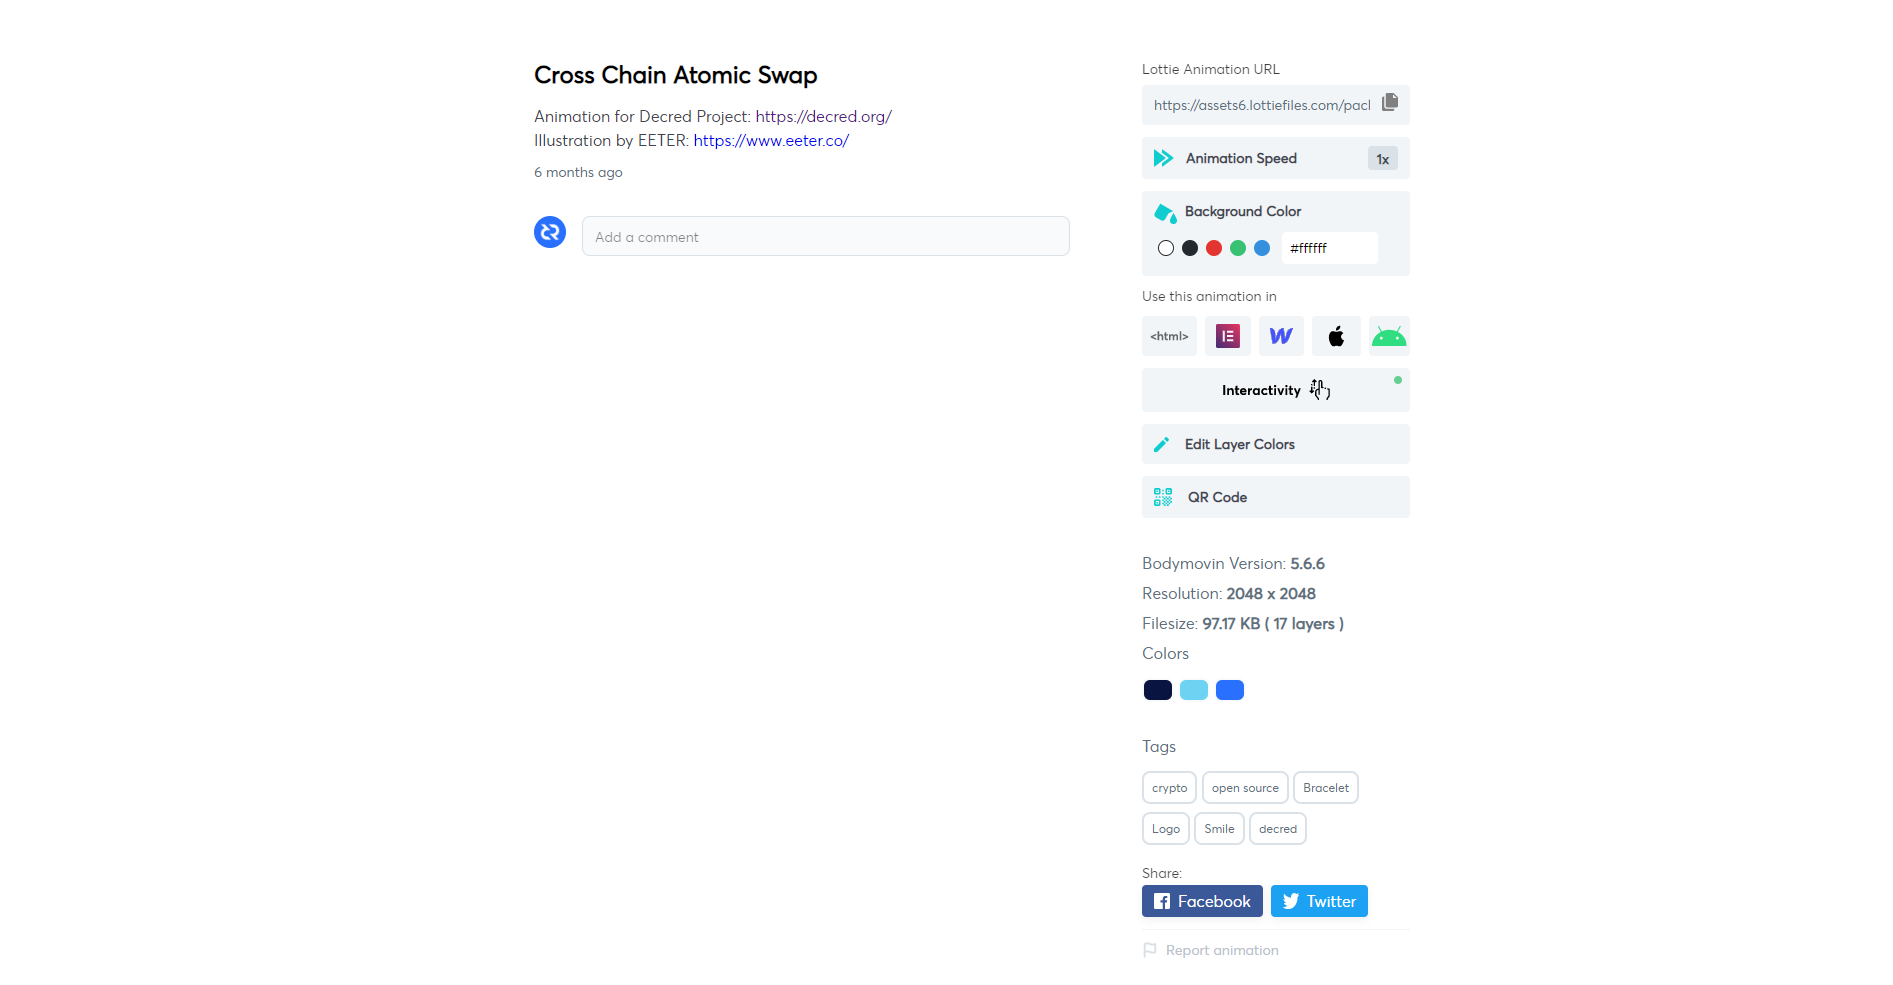 Cross Chain Atomic Swap
Animation for Decred Project: https://decred.org/
Illustration by EETER: https://www.eeter.co/
6 months ago
Add a comment
Lottie Animation URL
https://assets6.lottiefiles.com/pacl
Animation Speed 1x
Background Color
#ffffff
Use this animation in
<html>
Interactivity
Edit Layer Colors
QR Code
Bodymovin Version: 5.6.6
Resolution: 2048 x 2048
Filesize: 97.17 KB ( 17 layers )
Colors
Tags
crypto open source Bracelet
Logo Smile decred
Share:
Facebook Twitter
Report animation